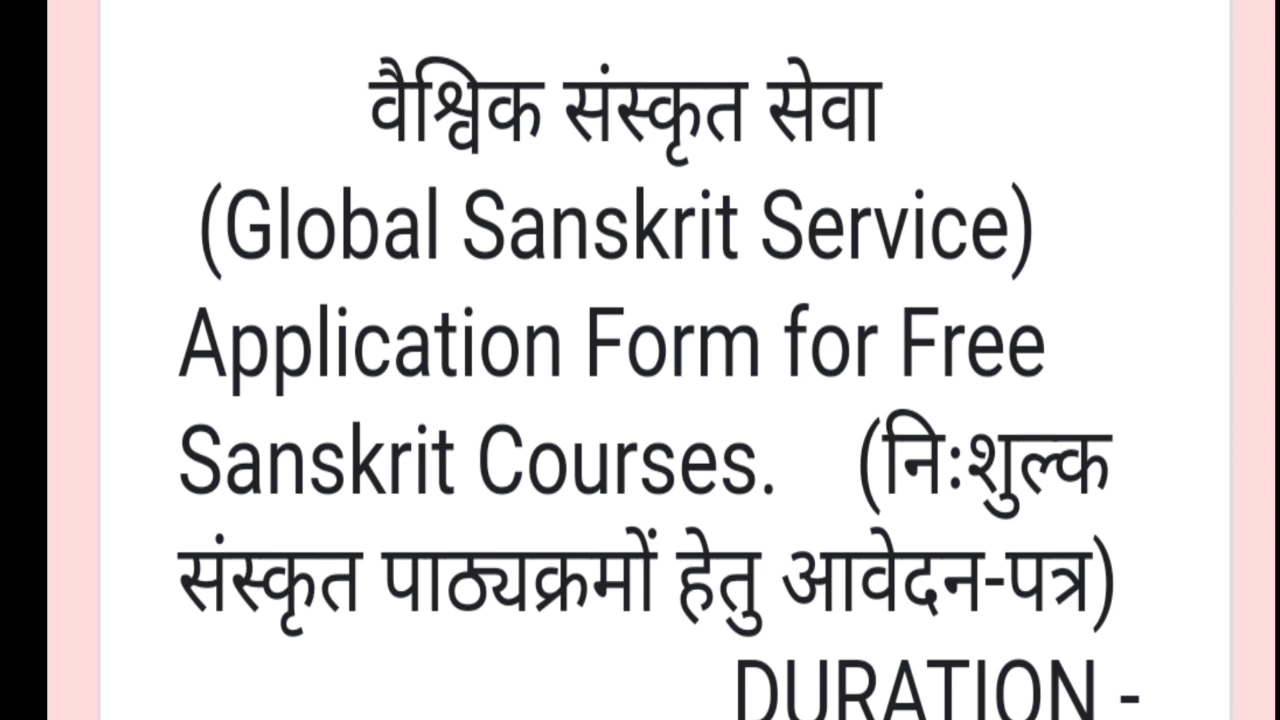 वैश्विक संस्कृत सेवा
(Global Sanskrit Service)
Application Form for Free
Sanskrit Courses. (निःशुल्क
संस्कृत पाठ्यक्रमों हेतु आवेदन-पत्र)
DURATION -